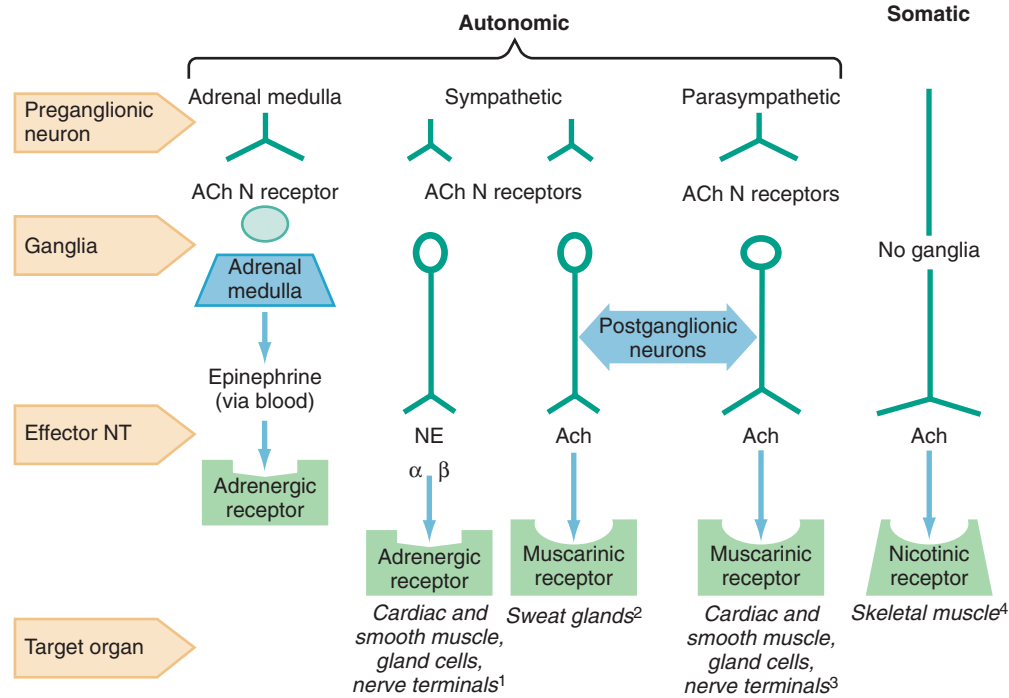 Autonomic
Somatic
Preganglionic
neuron
Adrenal medulla
Sympathetic
Parasympathetic
ACh N receptor
ACh N receptors
ACh N receptors
Ganglia
Adrenal
medulla
No ganglia
Postganglionic
neurons
Epinephrine
(via blood)
Effector NT
NE
Ach
Ach
Ach
α β
Adrenergic
receptor
Adrenergic
receptor
Muscarinic
receptor
Muscarinic
receptor
Nicotinic
receptor
Target organ
Cardiac and
smooth muscle,
gland cells,
nerve terminals¹
Sweat glands²
Cardiac and
smooth muscle,
gland cells,
nerve terminals³
Skeletal muscle⁴